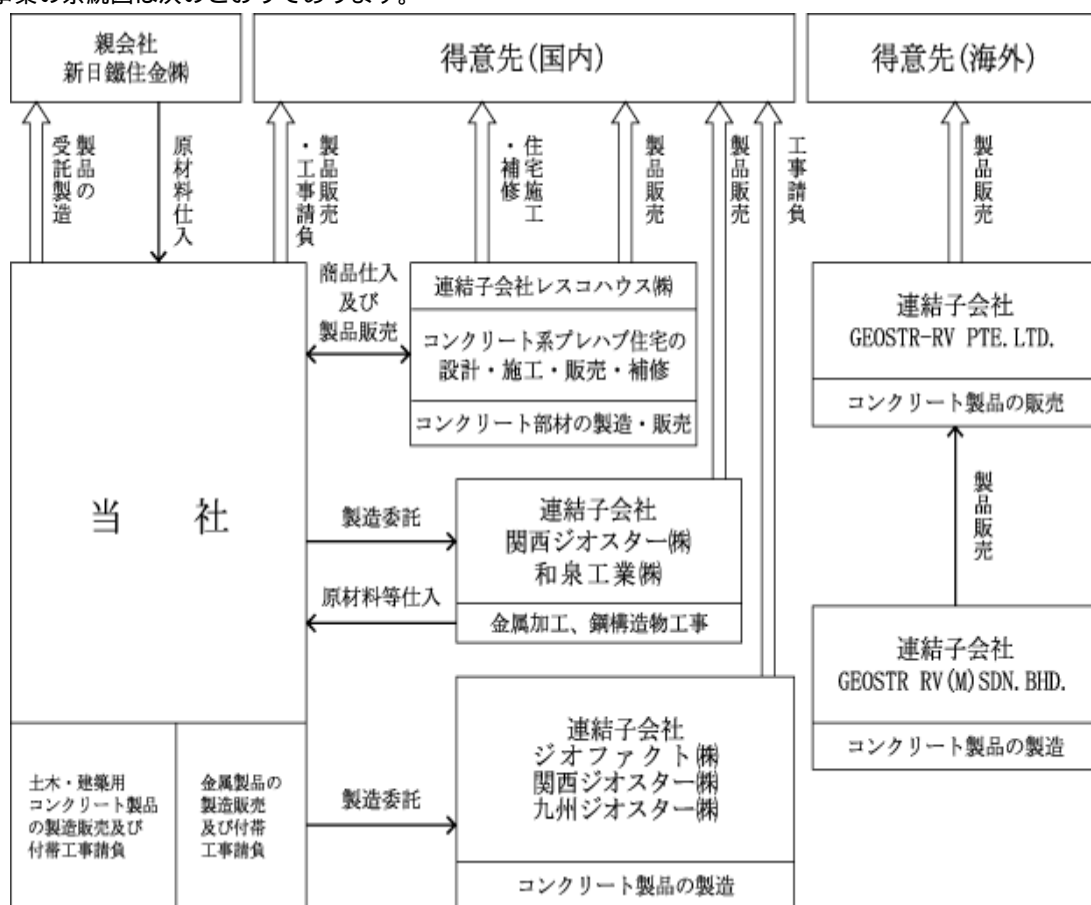 事業の系統図は次のとおりであります。
親会社
新日鐵住金㈱
得意先(国内)
得意先(海外)
製品の
受託製造
原材料仕入
製品販売
・工事請負
住宅施工
・補修
製品販売
製品販売
工事請負
製品販売
商品仕入
及び
製品販売
連結子会社レスコハウス㈱
コンクリート系プレハブ住宅の
設計・施工・販売・補修
コンクリート部材の製造・販売
連結子会社
GEOSTR-RV PTE.LTD.
コンクリート製品の販売
当 社
製造委託
原材料等仕入
連結子会社
関西ジオスター㈱
和泉工業㈱
金属加工、鋼構造物工事
製品販売
連結子会社
GEOSTR RV(M)SDN.BHD.
コンクリート製品の製造
土木・建築用
コンクリート製品
の製造販売及び
付帯工事請負
金属製品の
製造販売
及び付帯
工事請負
製造委託
連結子会社
ジオファクト㈱
関西ジオスター㈱
九州ジオスター㈱
コンクリート製品の製造